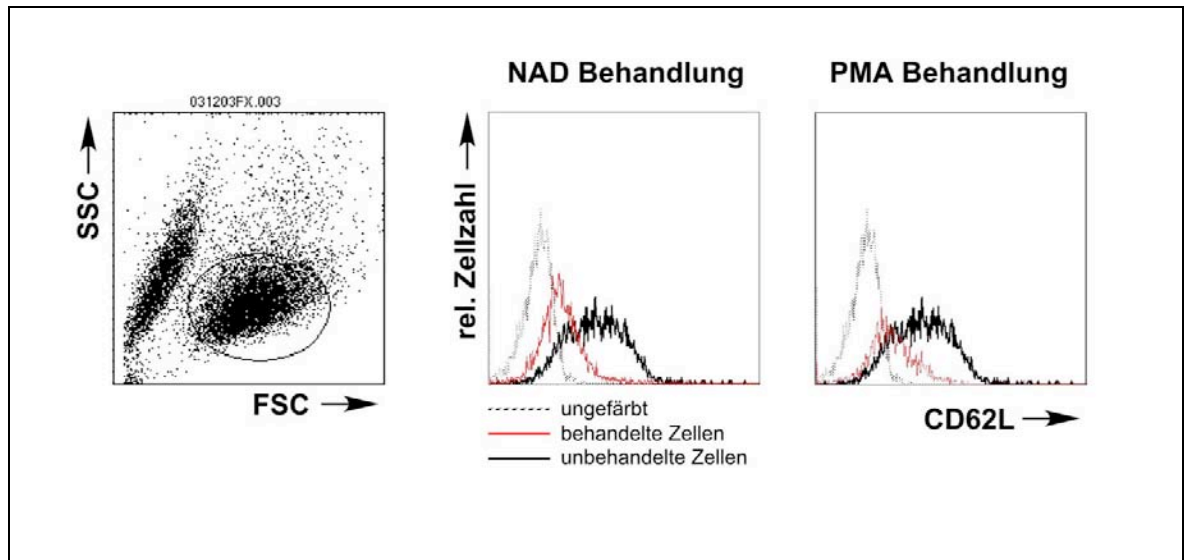 NAD Behandlung
PMA Behandlung
031203FX.003
SSC
FSC
rel. Zellzahl
CD62L
ungefärbt
behandelte Zellen
unbehandelte Zellen